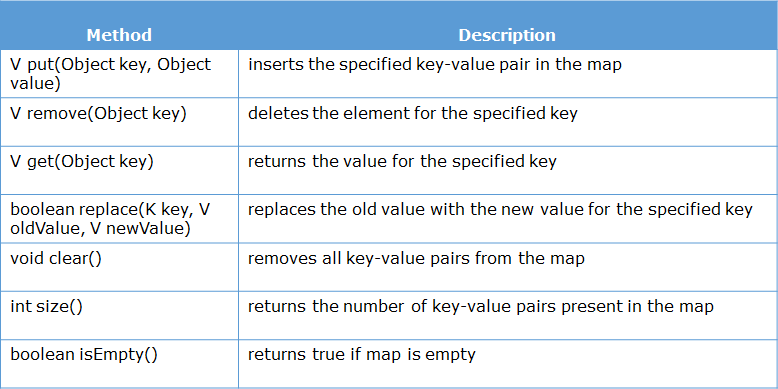 Method Description
V put(Object key, Object inserts the specified key-value pair in the map
value)
V remove(Object key) deletes the element for the specified key
V get(Object key) returns the value for the specified key
boolean replace(K key, V replaces the old value with the new value for the specified key
oldValue, V newValue)
void clear() removes all key-value pairs from the map
int size() returns the number of key-value pairs present in the map
boolean isEmpty() returns true if map is empty